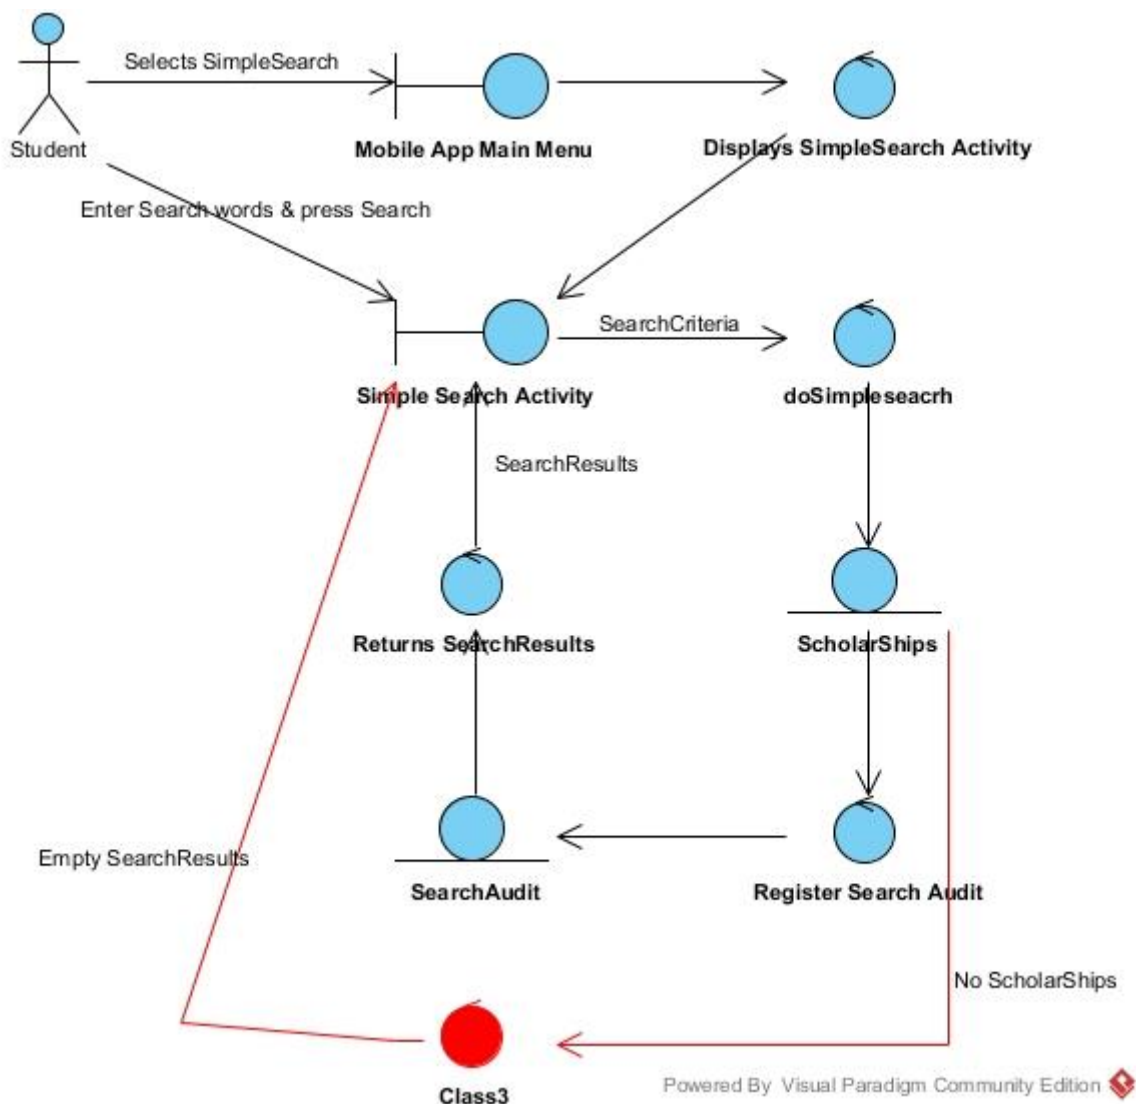 Selects SimpleSearch
Student
Mobile App Main Menu
Displays SimpleSearch Activity
Enter Search words & press Search
SearchCriteria
Simple Search Activity
doSimpleseacrh
SearchResults
Returns SearchResults
ScholarShips
Empty SearchResults
SearchAudit
Register Search Audit
No ScholarShips
Class3
Powered By Visual Paradigm Community Edition